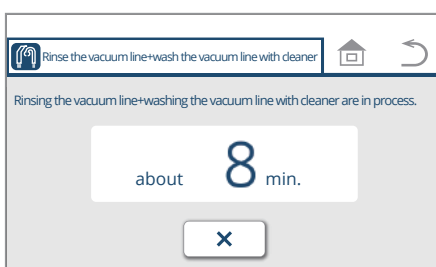 Rinse the vacuum line+wash the vacuum line with cleaner
Rinsing the vacuum line+washing the vacuum line with cleaner are in process.
about 8 min.